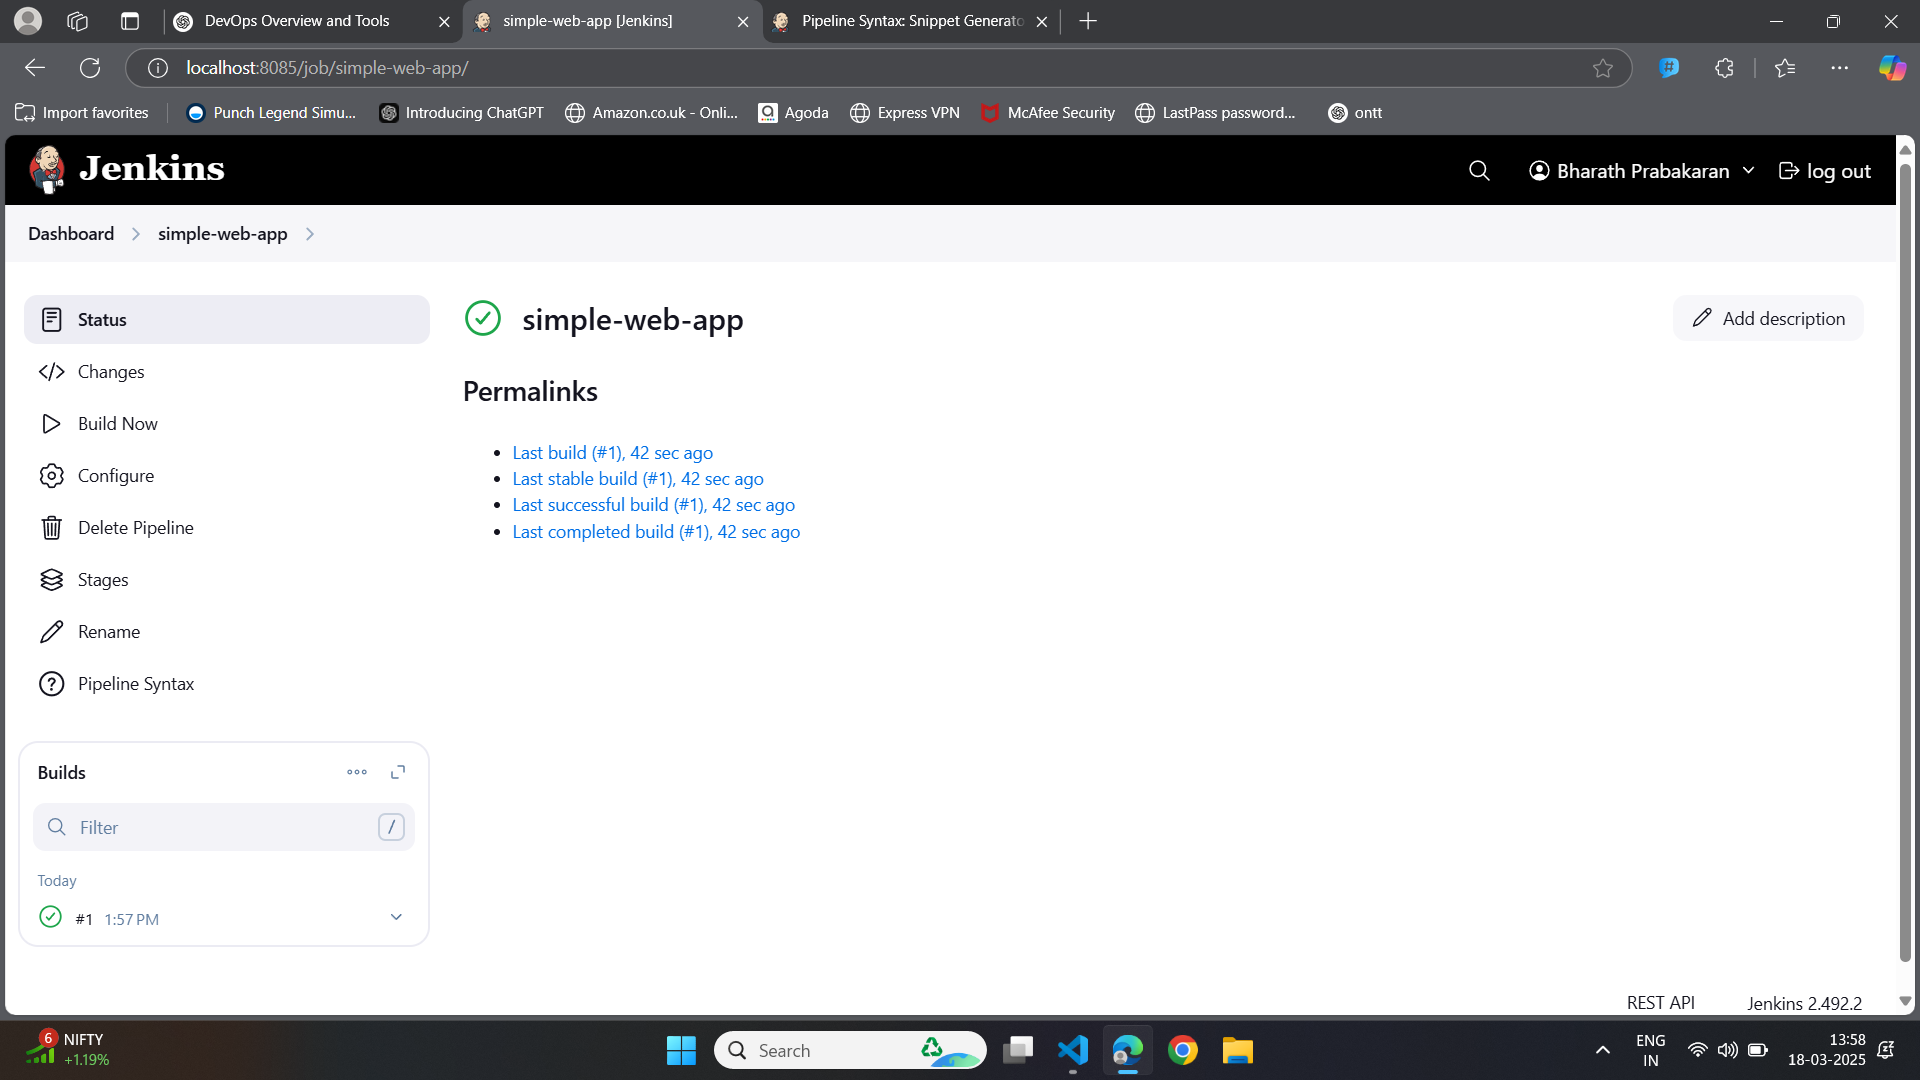 DevOps Overview and Tools
simple-web-app [Jenkins]
Pipeline Syntax: Snippet Generato
localhost:8085/job/simple-web-app/
Import favorites
Punch Legend Simu...
Introducing ChatGPT
Amazon.co.uk - Onli...
Agoda
Express VPN
McAfee Security
LastPass password...
ontt
Jenkins
Bharath Prabakaran
log out
Dashboard
simple-web-app
Status
Changes
Build Now
Configure
Delete Pipeline
Stages
Rename
Pipeline Syntax
Builds
Filter
/
Today
#1 1:57 PM
simple-web-app
Add description
Permalinks
Last build (#1), 42 sec ago
Last stable build (#1), 42 sec ago
Last successful build (#1), 42 sec ago
Last completed build (#1), 42 sec ago
REST API
Jenkins 2.492.2
6
NIFTY
+1.19%
Search
ENG
IN
13:58
18-03-2025